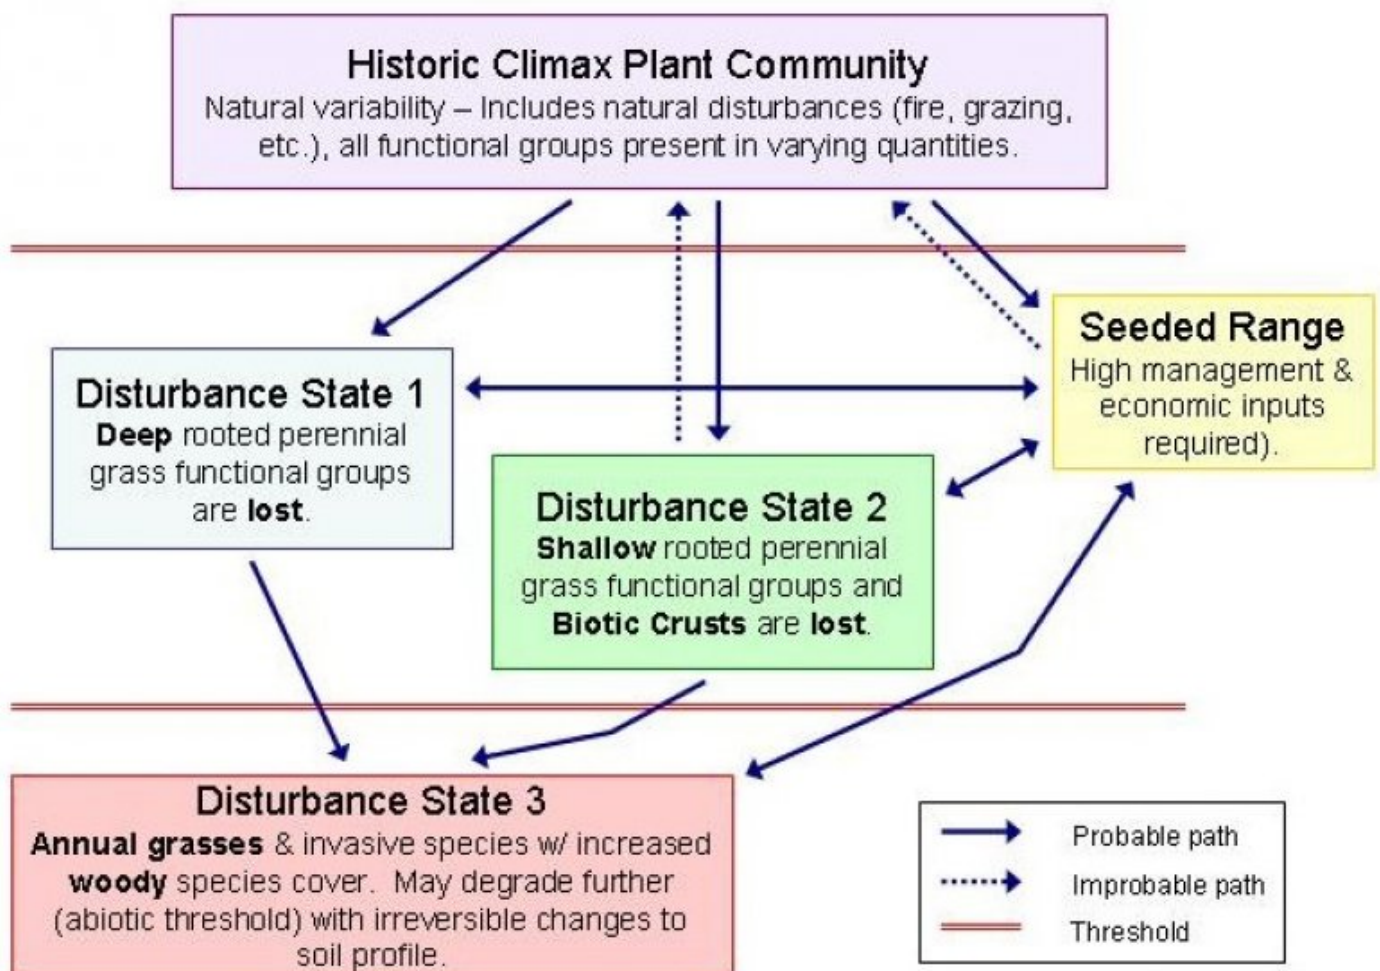 Historic Climax Plant Community
Natural variability – Includes natural disturbances (fire, grazing,
etc.), all functional groups present in varying quantities.
Seeded Range
High management &
economic inputs
required).
Disturbance State 1
Deep rooted perennial
grass functional groups
are lost.
Disturbance State 2
Shallow rooted perennial
grass functional groups and
Biotic Crusts are lost.
Disturbance State 3
Annual grasses & invasive species w/ increased
woody species cover.  May degrade further
(abiotic threshold) with irreversible changes to
soil profile.
Probable path
Improbable path
Threshold